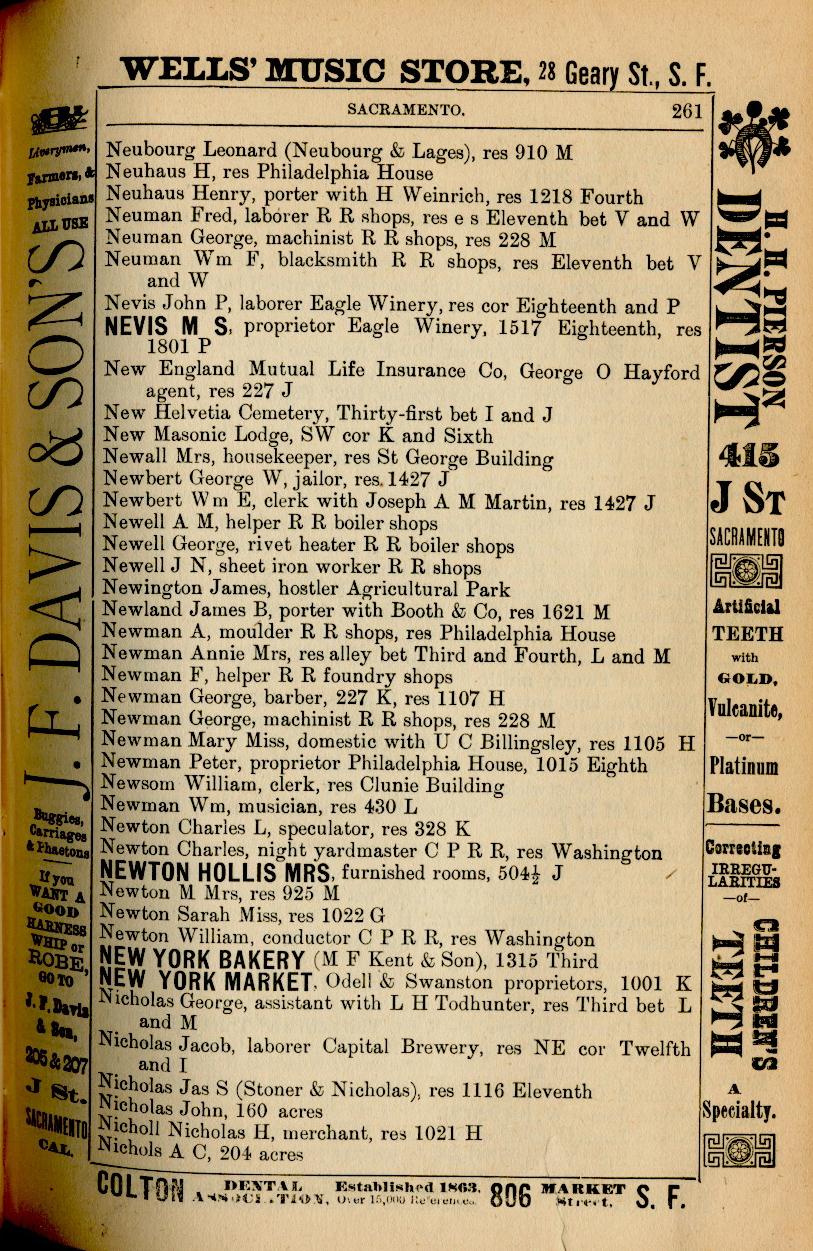 WELLS' MUSIC STORE, 28 Geary St., S. F.
SACRAMENTO. 261
Neubourg Leonard (Neubourg & Lages), res 910 M
Neuhaus H, res Philadelphia House
Neuhaus Henry, porter with H Weinrich, res 1218 Fourth
Neuman Fred, laborer R R shops, res e s Eleventh bet V and W
Neuman George, machinist R R shops, res 228 M
Neuman Wm F, blacksmith R R shops, res Eleventh bet V
and W
Nevis John P, laborer Eagle Winery, res cor Eighteenth and P
NEVIS M S, proprietor Eagle Winery, 1517 Eighteenth, res
1801 P
New England Mutual Life Insurance Co, George O Hayford
agent, res 227 J
New Helvetia Cemetery, Thirty-first bet I and J
New Masonic Lodge, SW cor K and Sixth
Newall Mrs, housekeeper, res St George Building
Newbert George W, jailor, res. 1427 J
Newbert Wm E, clerk with Joseph A M Martin, res 1427 J
Newell A M, helper R R boiler shops
Newell George, rivet heater R R boiler shops
Newell J N, sheet iron worker R R shops
Newington James, hostler Agricultural Park
Newland James B, porter with Booth & Co, res 1621 M
Newman A, moulder R R shops, res Philadelphia House
Newman Annie Mrs, res alley bet Third and Fourth, L and M
Newman F, helper R R foundry shops
Newman George, barber, 227 K, res 1107 H
Newman George, machinist R R shops, res 228 M
Newman Mary Miss, domestic with U C Billingsley, res 1105 H
Newman Peter, proprietor Philadelphia House, 1015 Eighth
Newsom William, clerk, res Clunie Building
Newman Wm, musician, res 430 L
Newton Charles L, speculator, res 328 K
Newton Charles, night yardmaster C P R R, res Washington
NEWTON HOLLIS MRS, furnished rooms, 504½ J
Newton M Mrs, res 925 M
Newton Sarah Miss, res 1022 G
Newton William, conductor C P R R, res Washington
NEW YORK BAKERY (M F Kent & Son), 1315 Third
NEW YORK MARKET, Odell & Swanston proprietors, 1001 K
Nicholas George, assistant with L H Todhunter, res Third bet L
and M
Nicholas Jacob, laborer Capital Brewery, res NE cor Twelfth
and I
Nicholas Jas S (Stoner & Nicholas), res 1116 Eleventh
Nicholas John, 160 acres
Nicholl Nicholas H, merchant, res 1021 H
Nichols A C, 204 acres
Liverymen,
Farmers, &
Physicians
ALL USE
J. F. DAVIS & SON'S
Buggies,
Carriages
& Phaetons
If you
WANT A
GOOD
HARNESS
WHIP or
ROBE,
GO TO
J. F. Davis
& Son,
205 & 207
J St.
SACRAMENTO
CAL.
H. H. PIERSON
DENTIST
415
J ST
SACRAMENTO
Artificial
TEETH
with
GOLD,
Vulcanite,
—or—
Platinum
Bases.
Correcting
IRREGU-
LARITIES
—of—
CHILDREN'S
TEETH
A
Specialty.
COLTON DENTAL ASSOCIATION, Established 1863. Over 15,000 References. 806 MARKET Street, S. F.